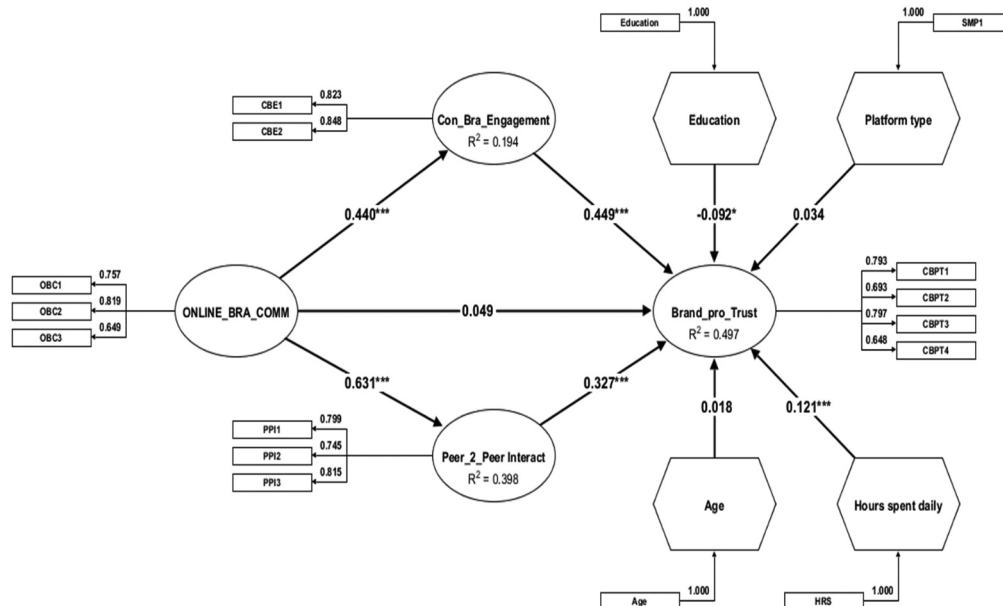 1.000
1.000
Education
SMP1
0.823
CBE1
0.848
CBE2
Con_Bra_Engagement
R² = 0.194
Education
Platform type
0.440***
0.449***
-0.092*
0.034
0.757
OBC1
0.819
OBC2
0.649
OBC3
ONLINE_BRA_COMM
0.049
Brand_pro_Trust
R² = 0.497
0.793
CBPT1
0.693
CBPT2
0.797
CBPT3
0.648
CBPT4
0.631***
0.327***
0.018
0.121***
0.799
PPI1
0.745
PPI2
0.815
PPI3
Peer_2_Peer Interact
R² = 0.398
Age
Hours spent daily
1.000
1.000
Age
HRS